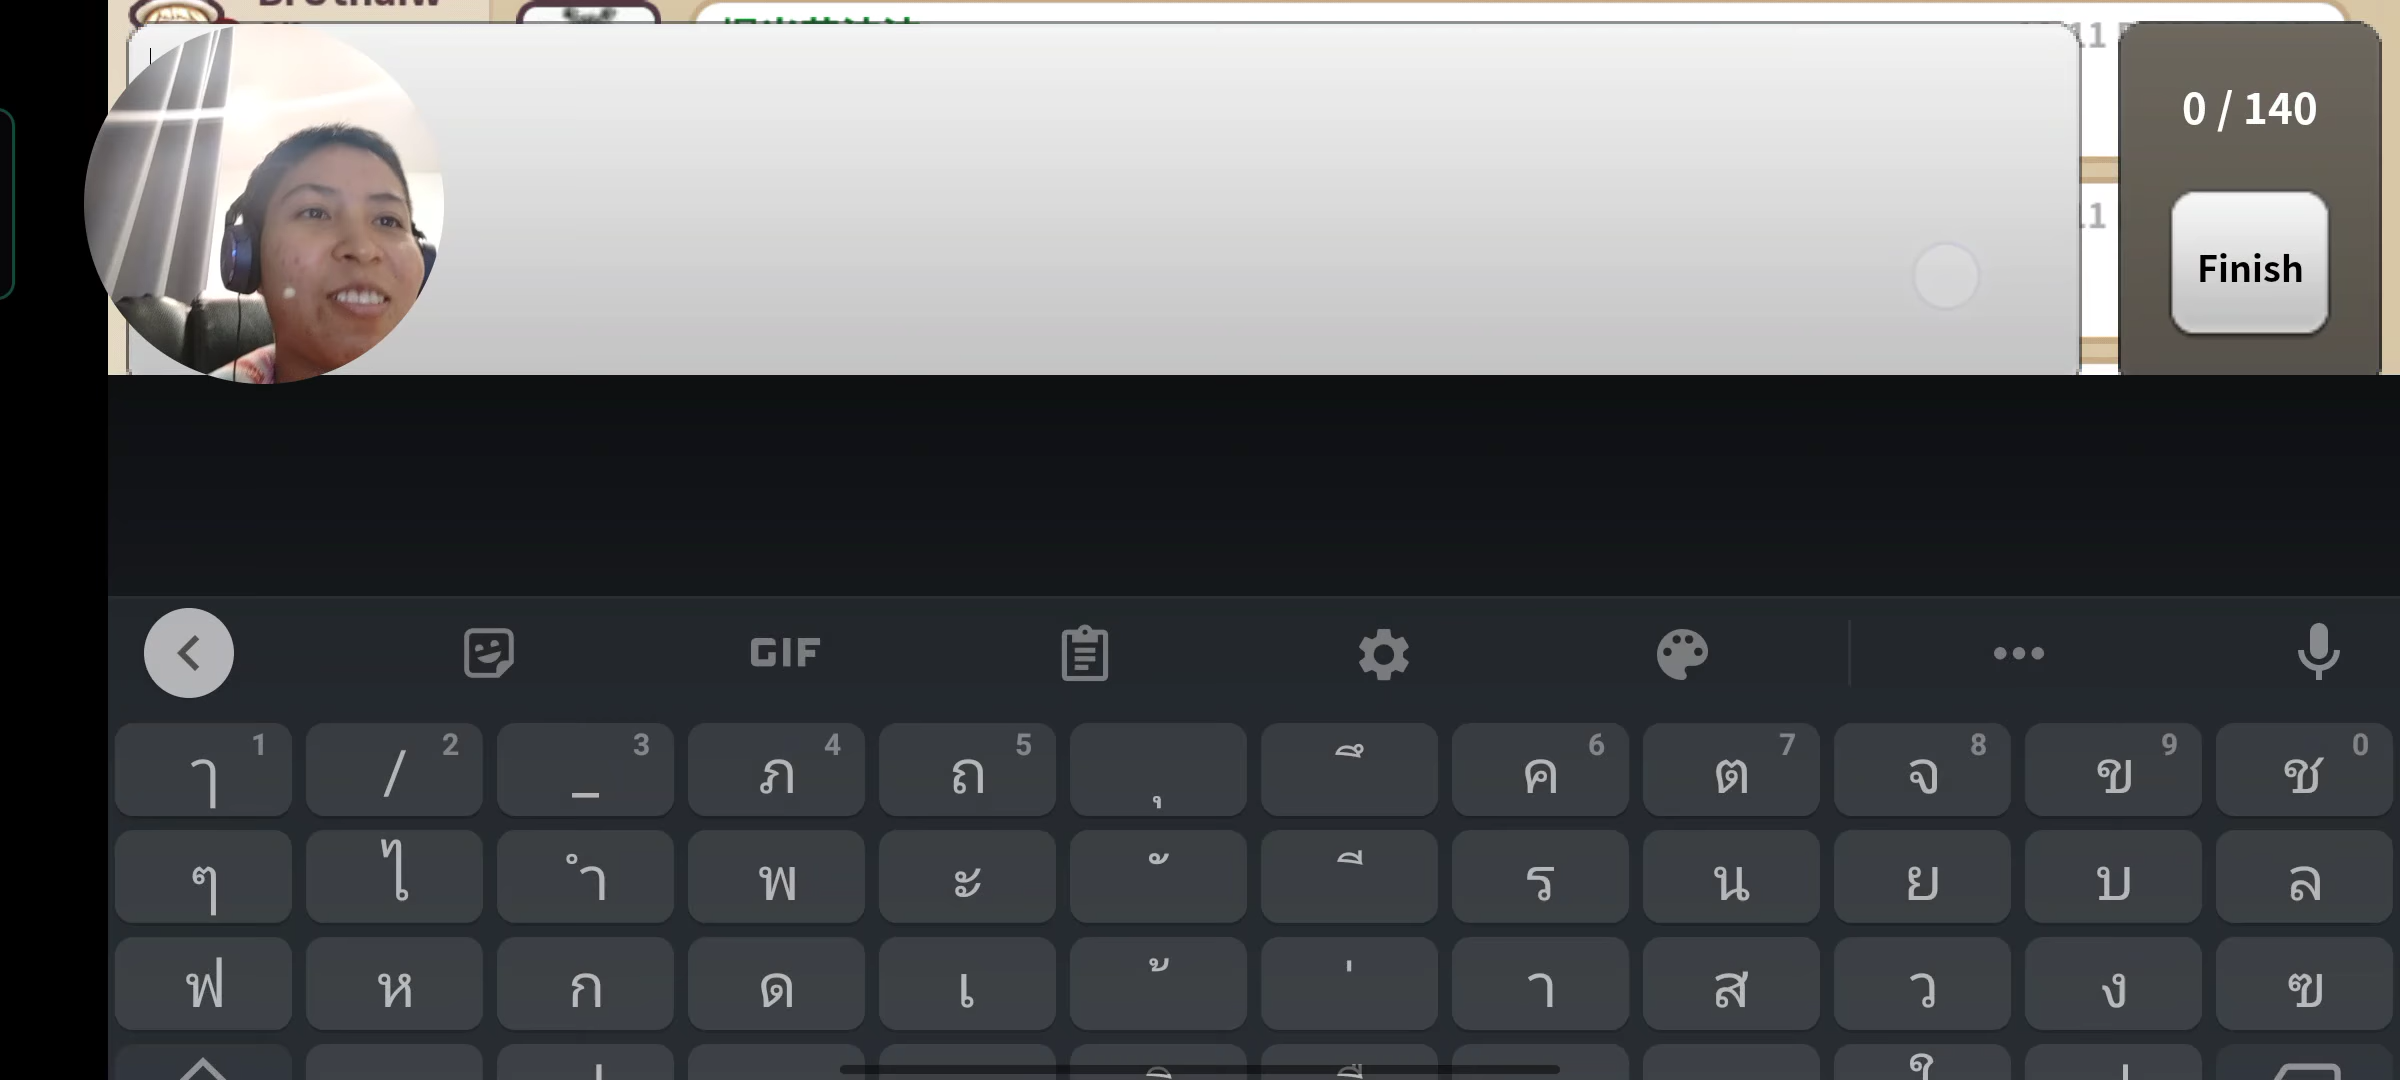 11
0 / 140
11
Finish
GIF
ๅ 1 / 2 _ 3 ภ 4 ถ 5 ุ ึ ค 6 ต 7 จ 8 ข 9 ช 0
ๆ ไ ำ พ ะ ั ี ร น ย บ ล
ฟ ห ก ด เ ้ ่ า ส ว ง ฃ